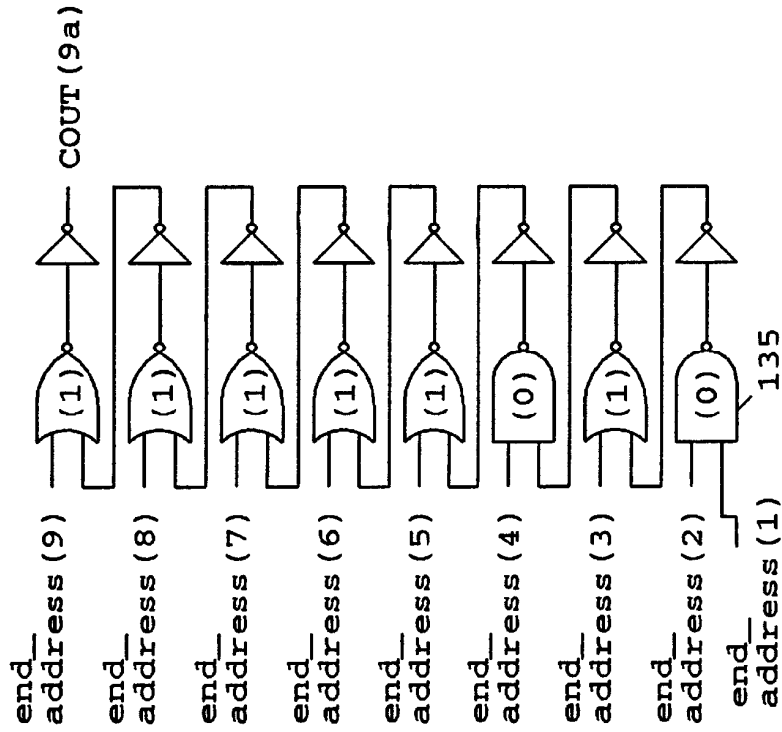 end_
address(9)
(1)
COUT(9a)
end_
address(8)
(1)
end_
address(7)
(1)
end_
address(6)
(1)
end_
address(5)
(1)
end_
address(4)
(0)
end_
address(3)
(1)
end_
address(2)
(0)
end_
address(1)
135